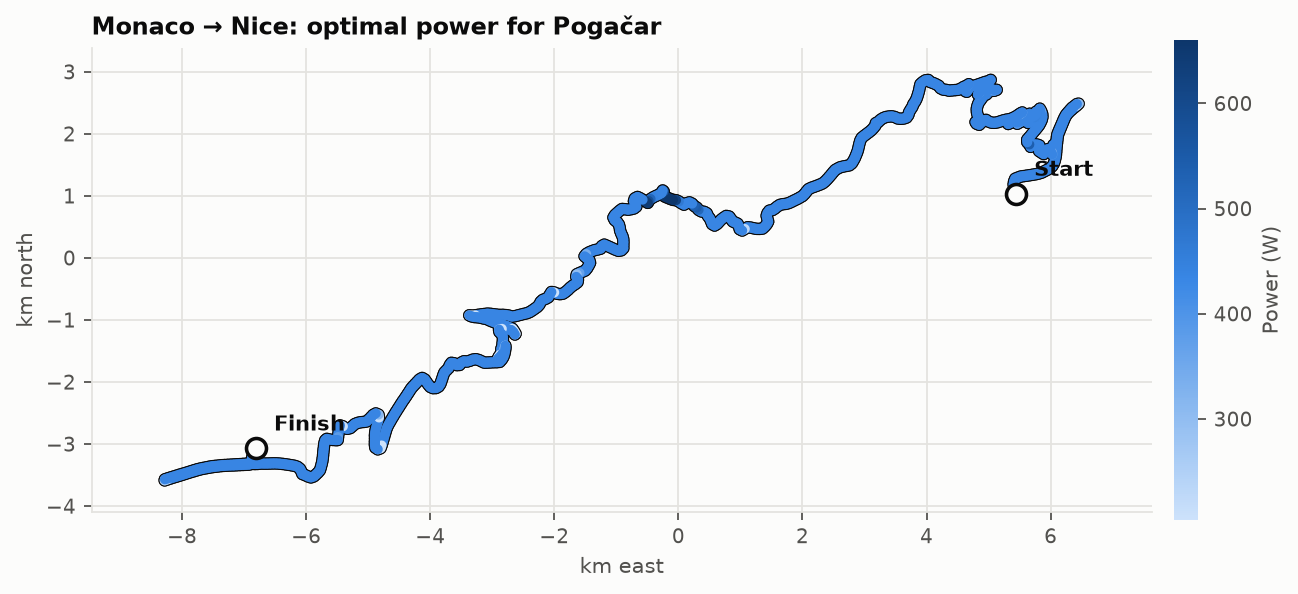 Monaco → Nice: optimal power for Pogačar
3
2
1
0
−1
−2
−3
−4
km north
Start
Finish
−8 −6 −4 −2 0 2 4 6
km east
600
500
400
300
Power (W)